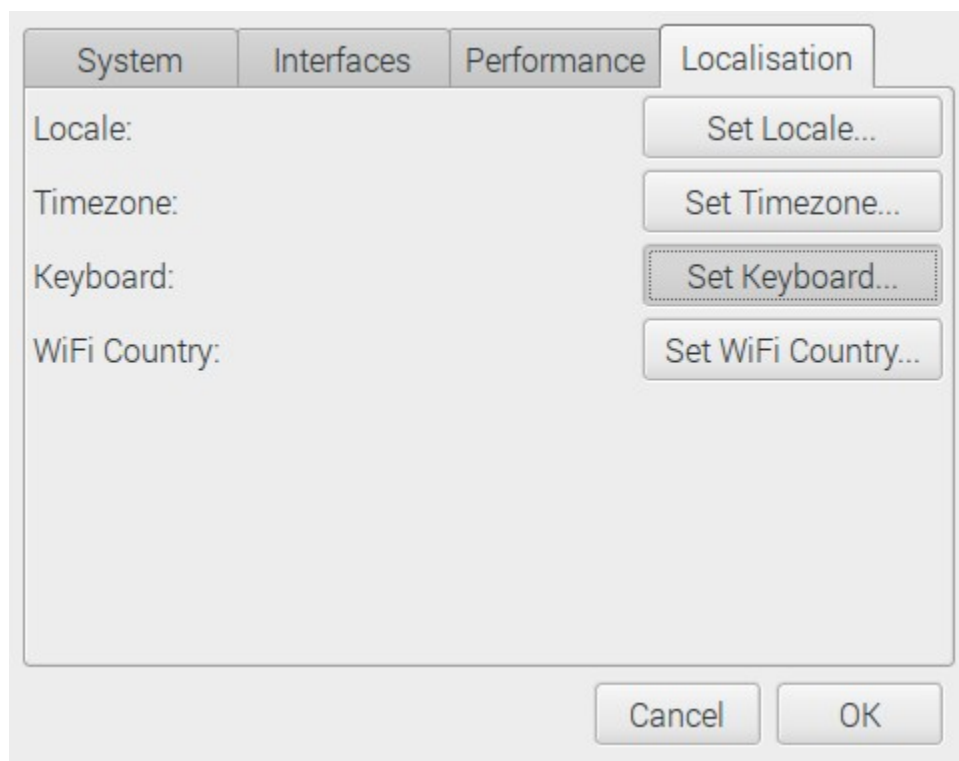 System Interfaces Performance Localisation
Locale: Set Locale...
Timezone: Set Timezone...
Keyboard: Set Keyboard...
WiFi Country: Set WiFi Country...
Cancel OK